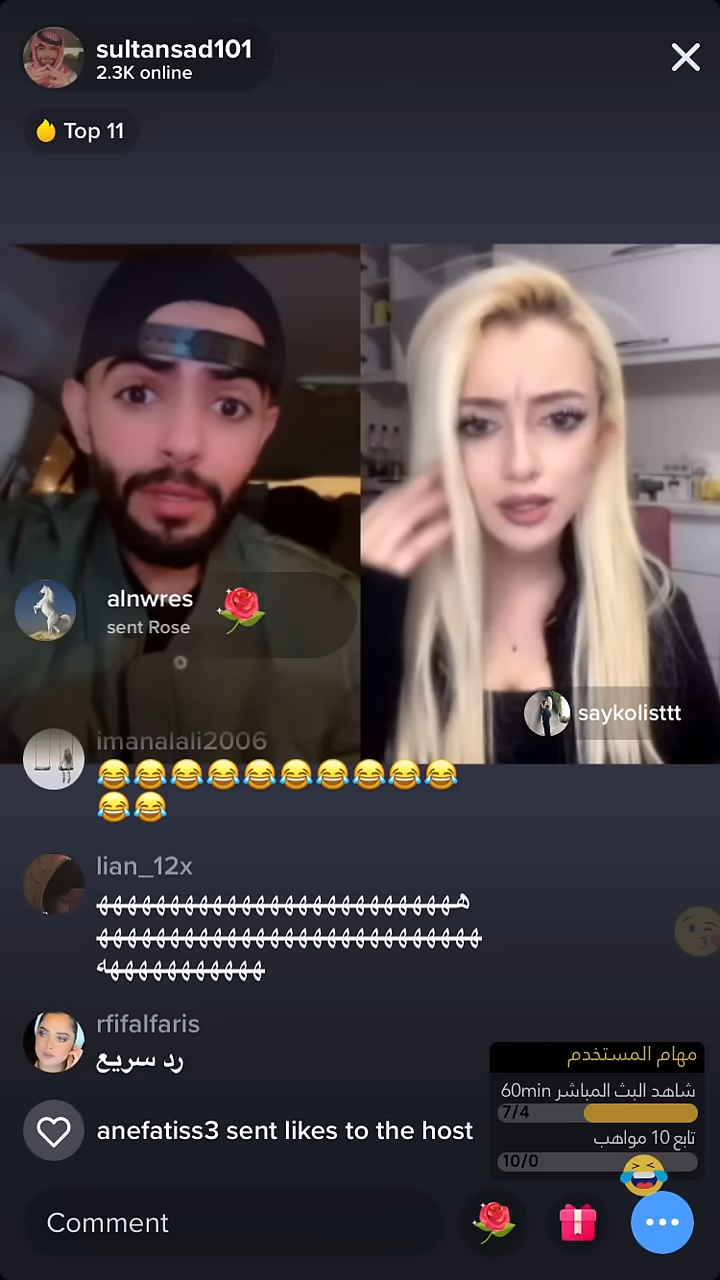 sultansad101
2.3K online
Top 11
alnwres
sent Rose
saykolisttt
imanalali2006
😂😂😂😂😂😂😂😂😂😂
😂😂
lian_12x
هههههههههههههههههههههههههه
ههههههههههههههههههههههههههه
هههههههههههه
rfifalfaris
رد سريع
anefatiss3 sent likes to the host
مهام المستخدم
شاهد البث المباشر 60min
7/4
تابع 10 مواهب
10/0
Comment